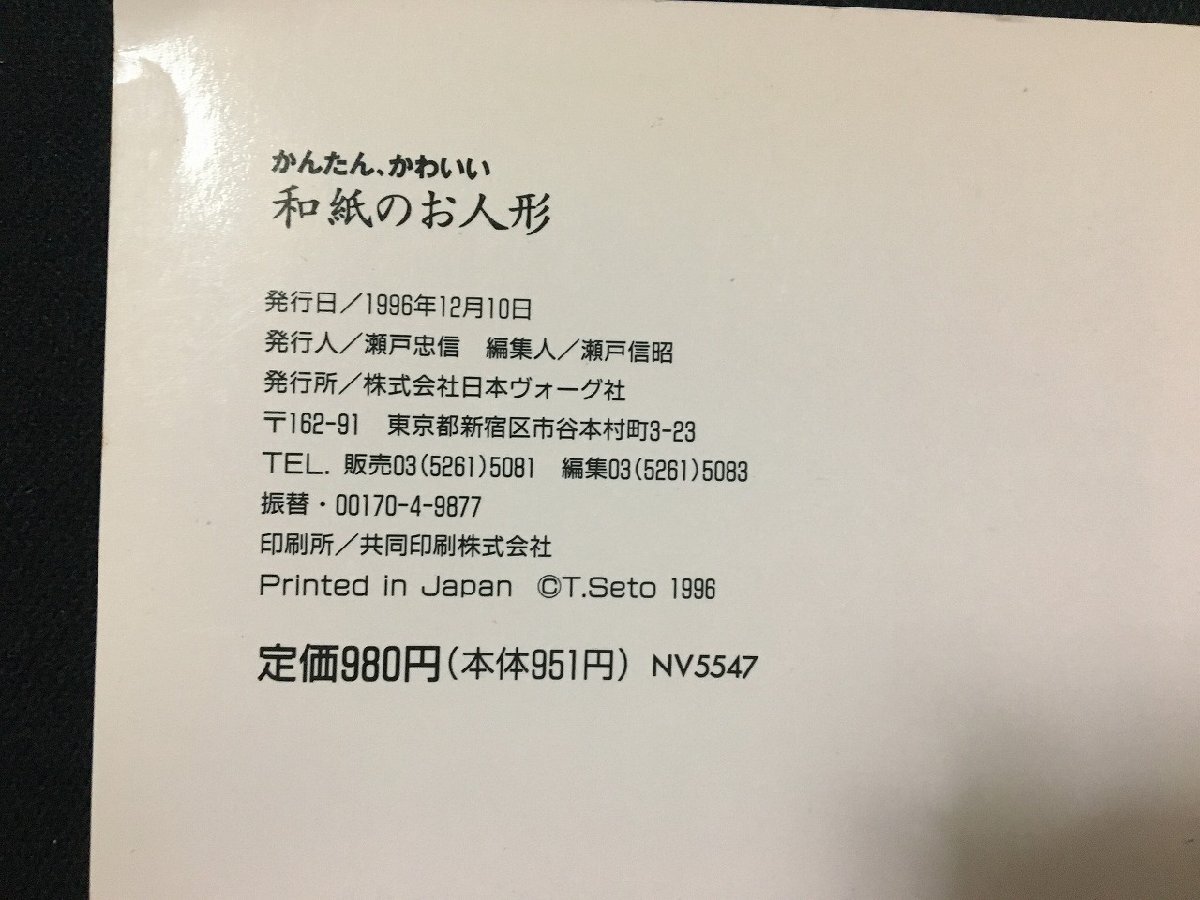 かんたん、かわいい
和紙のお人形
発行日／1996年12月10日
発行人／瀬戸忠信　編集人／瀬戸信昭
発行所／株式会社日本ヴォーグ社
〒162-91　東京都新宿区市谷本村町3-23
TEL. 販売03(5261)5081　編集03(5261)5083
振替・00170-4-9877
印刷所／共同印刷株式会社
Printed in Japan　©T.Seto 1996
定価980円(本体951円) NV5547